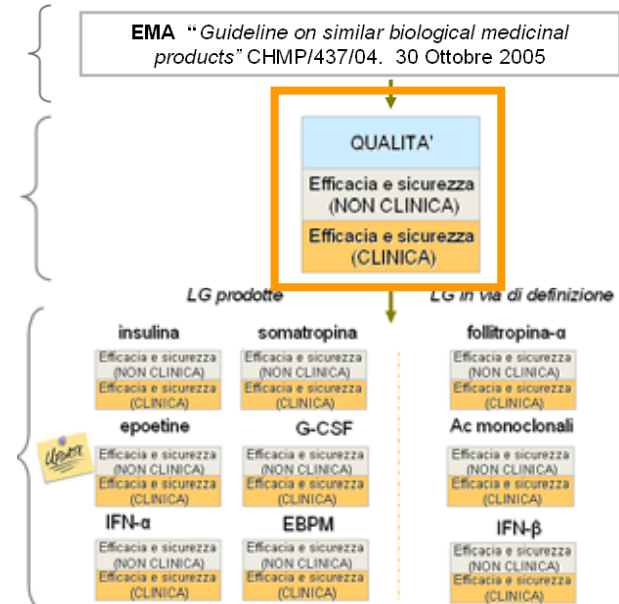 EMA “Guideline on similar biological medicinal
products” CHMP/437/04. 30 Ottobre 2005
QUALITA’
Efficacia e sicurezza
(NON CLINICA)
Efficacia e sicurezza
(CLINICA)
LG prodotte
LG in via di definizione
insulina
somatropina
follitropina-α
Efficacia e sicurezza
(NON CLINICA)
Efficacia e sicurezza
(CLINICA)
Efficacia e sicurezza
(NON CLINICA)
Efficacia e sicurezza
(CLINICA)
Efficacia e sicurezza
(NON CLINICA)
Efficacia e sicurezza
(CLINICA)
UPDATE
epoetine
G-CSF
Ac monoclonali
Efficacia e sicurezza
(NON CLINICA)
Efficacia e sicurezza
(CLINICA)
Efficacia e sicurezza
(NON CLINICA)
Efficacia e sicurezza
(CLINICA)
Efficacia e sicurezza
(NON CLINICA)
Efficacia e sicurezza
(CLINICA)
IFN-α
EBPM
IFN-β
Efficacia e sicurezza
(NON CLINICA)
Efficacia e sicurezza
(CLINICA)
Efficacia e sicurezza
(NON CLINICA)
Efficacia e sicurezza
(CLINICA)
Efficacia e sicurezza
(NON CLINICA)
Efficacia e sicurezza
(CLINICA)